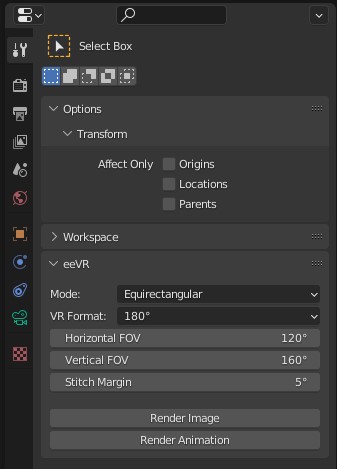 Select Box
Options
Transform
Affect Only Origins
Locations
Parents
Workspace
eeVR
Mode: Equirectangular
VR Format: 180°
Horizontal FOV 120°
Vertical FOV 160°
Stitch Margin 5°
Render Image
Render Animation